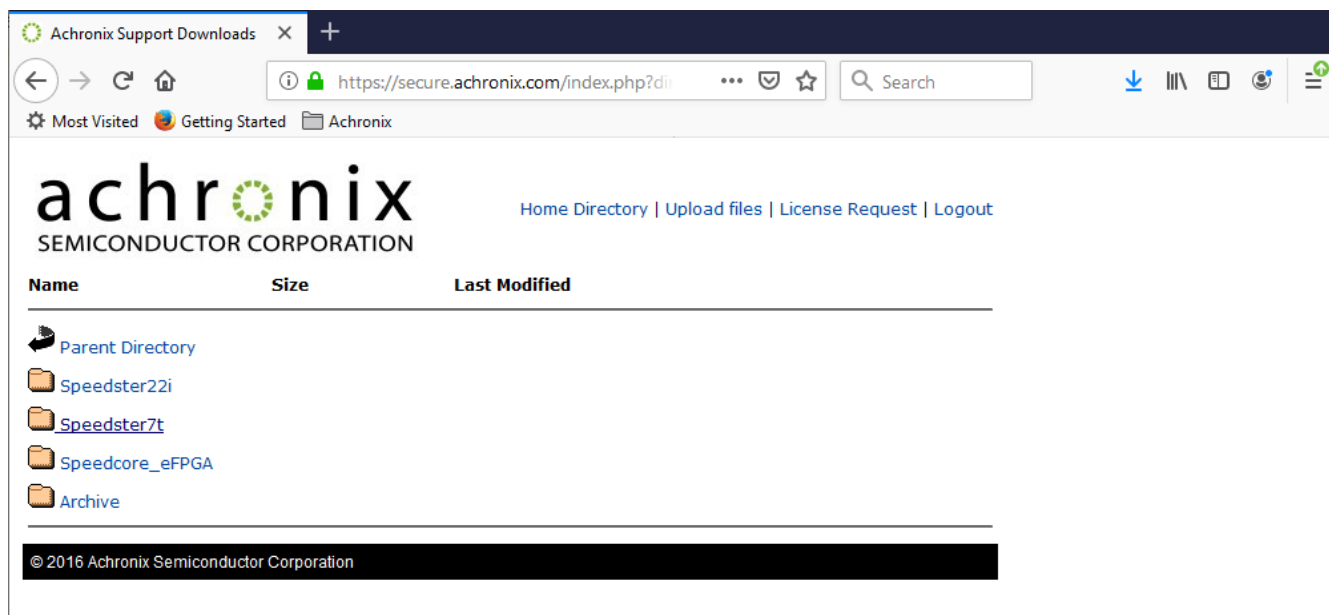 Achronix Support Downloads
https://secure.achronix.com/index.php?di
Search
Most Visited Getting Started Achronix
achronix
SEMICONDUCTOR CORPORATION
Home Directory | Upload files | License Request | Logout
Name Size Last Modified
Parent Directory
Speedster22i
Speedster7t
Speedcore_eFPGA
Archive
© 2016 Achronix Semiconductor Corporation